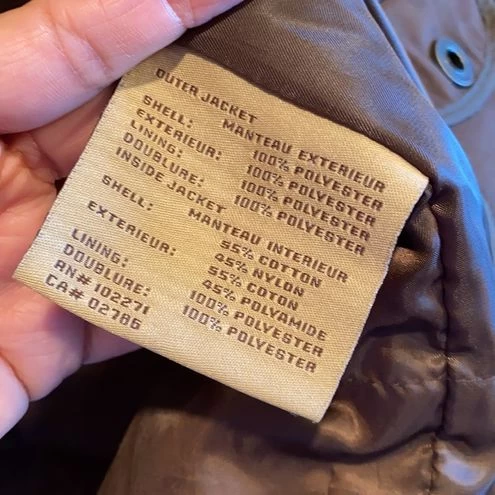 OUTER JACKET
MANTEAU EXTERIEUR
SHELL: 100% POLYESTER
EXTERIEUR: 100% POLYESTER
LINING: 100% POLYESTER
DOUBLURE: 100% POLYESTER
INSIDE JACKET
MANTEAU INTERIEUR
SHELL: 55% COTTON
45% NYLON
EXTERIEUR: 55% COTON
45% POLYAMIDE
LINING: 100% POLYESTER
DOUBLURE: 100% POLYESTER
RN# 102271
CA# 02786